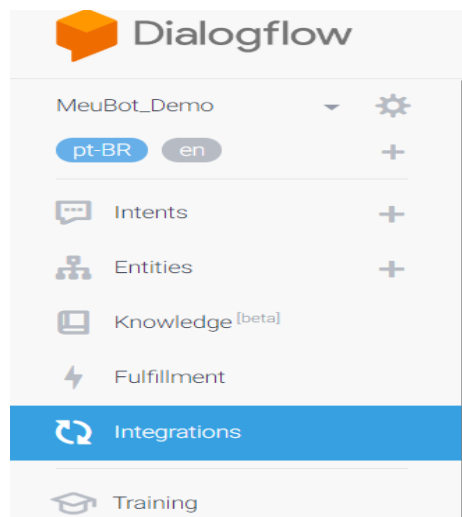 Dialogflow
MeuBot_Demo
pt-BR en
Intents
Entities
Knowledge [beta]
Fulfillment
Integrations
Training